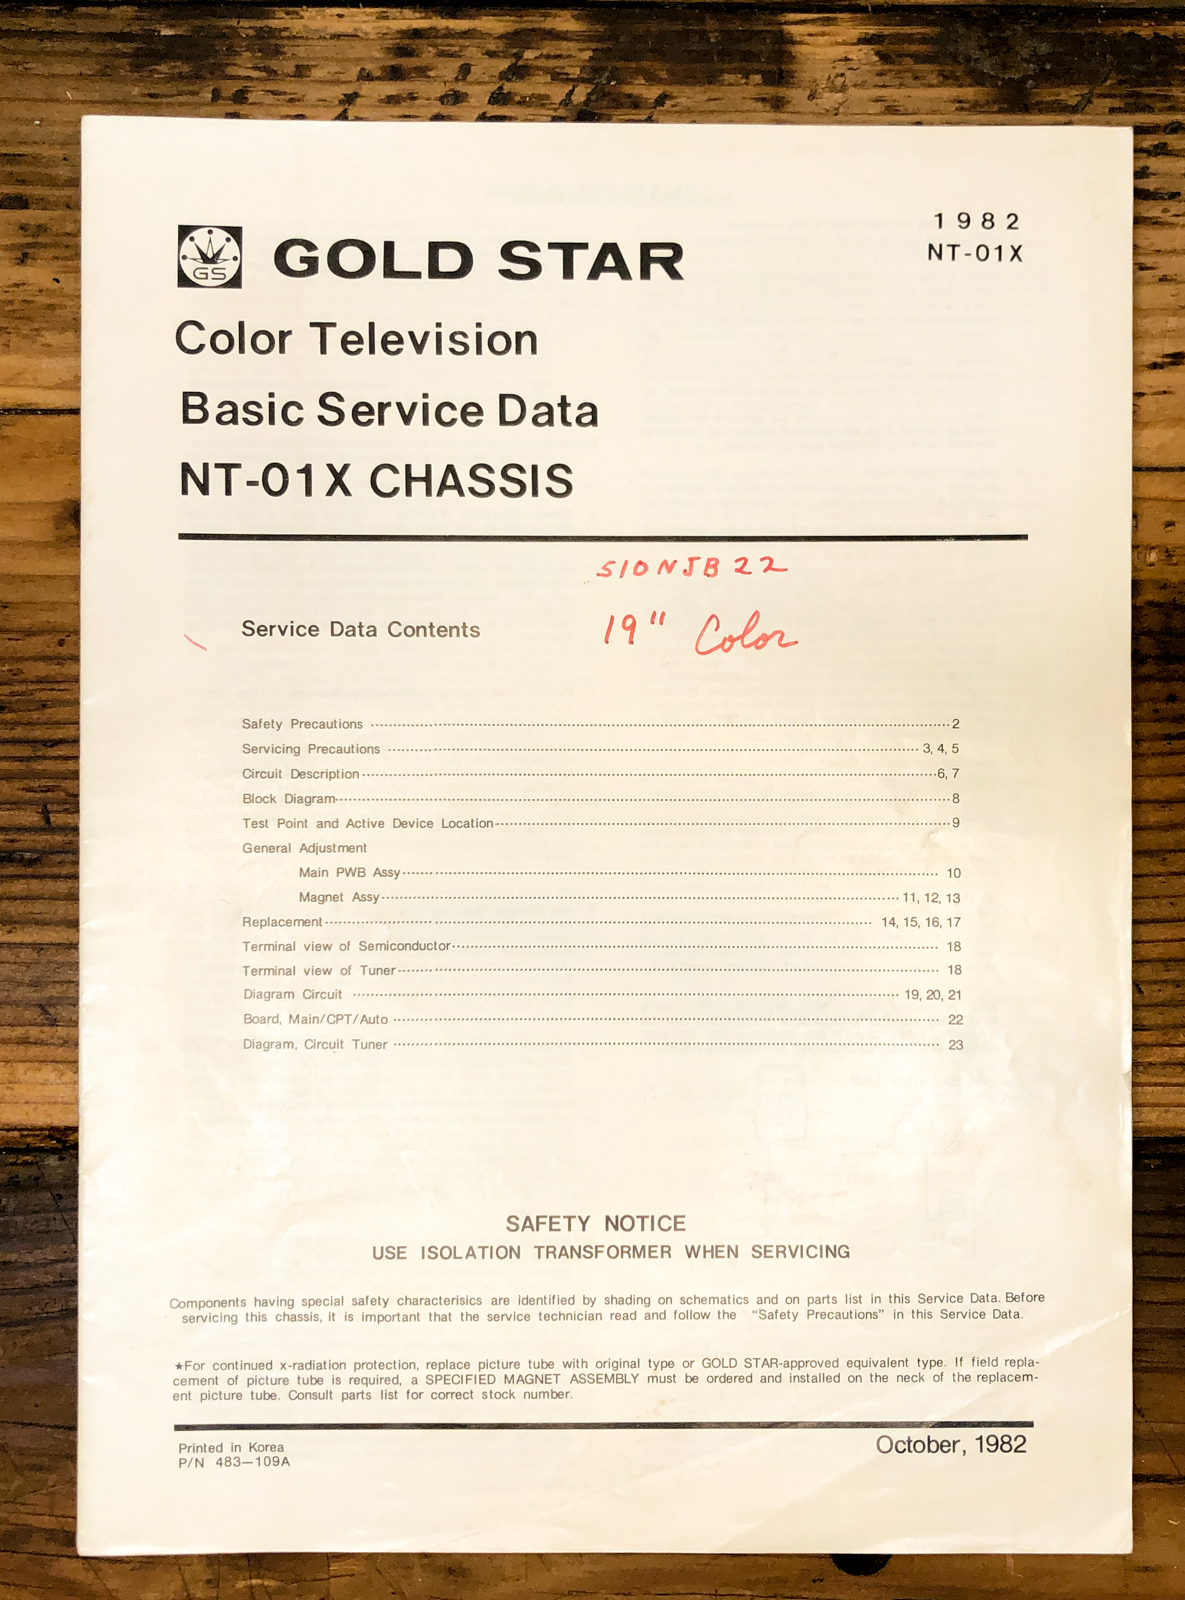 1982
NT-01X
GS
GOLD STAR
Color Television
Basic Service Data
NT-01X CHASSIS
510NJB22
19" Color
Service Data Contents
Safety Precautions 2
Servicing Precautions 3, 4, 5
Circuit Description 6, 7
Block Diagram 8
Test Point and Active Device Location 9
General Adjustment
Main PWB Assy 10
Magnet Assy 11, 12, 13
Replacement 14, 15, 16, 17
Terminal view of Semiconductor 18
Terminal view of Tuner 18
Diagram Circuit 19, 20, 21
Board, Main/CPT/Auto 22
Diagram, Circuit Tuner 23
SAFETY NOTICE
USE ISOLATION TRANSFORMER WHEN SERVICING
Components having special safety characterisics are identified by shading on schematics and on parts list in this Service Data. Before
servicing this chassis, it is important that the service technician read and follow the "Safety Precautions" in this Service Data.
★For continued x-radiation protection, replace picture tube with original type or GOLD STAR-approved equivalent type. If field repla-
cement of picture tube is required, a SPECIFIED MAGNET ASSEMBLY must be ordered and installed on the neck of the replacem-
ent picture tube. Consult parts list for correct stock number.
Printed in Korea
P/N 483—109A
October, 1982